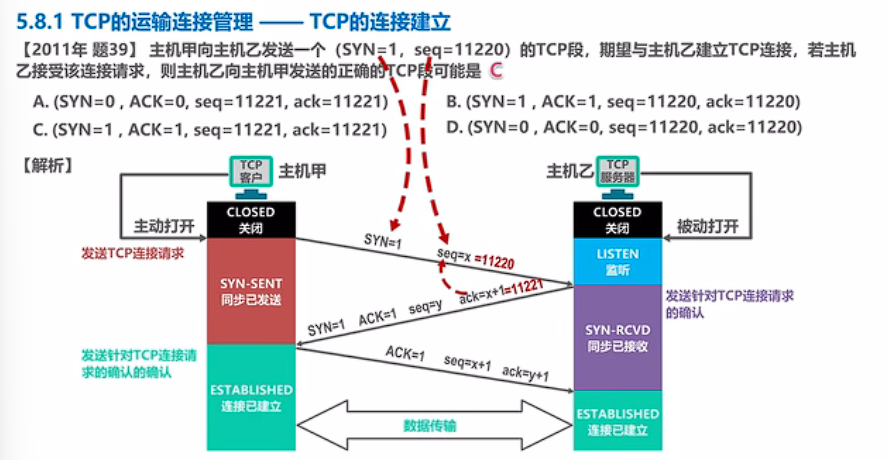 5.8.1 TCP的运输连接管理 —— TCP的连接建立
【2011年 题39】 主机甲向主机乙发送一个（SYN=1，seq=11220）的TCP段，期望与主机乙建立TCP连接，若主机
乙接受该连接请求，则主机乙向主机甲发送的正确的TCP段可能是 C
A. (SYN=0 , ACK=0, seq=11221, ack=11221)
B. (SYN=1 , ACK=1, seq=11220, ack=11220)
C. (SYN=1 , ACK=1, seq=11221, ack=11221)
D. (SYN=0 , ACK=0, seq=11220, ack=11220)
【解析】
TCP
客户
主机甲
主机乙
TCP
服务器
主动打开
CLOSED
关闭
CLOSED
关闭
被动打开
发送TCP连接请求
SYN=1 seq=x =11220
LISTEN
监听
SYN-SENT
同步已发送
SYN=1 ACK=1 seq=y ack=x+1=11221
发送针对TCP连接请求
的确认
SYN-RCVD
同步已接收
发送针对TCP连接请
求的确认的确认
ACK=1 seq=x+1 ack=y+1
ESTABLISHED
连接已建立
数据传输
ESTABLISHED
连接已建立